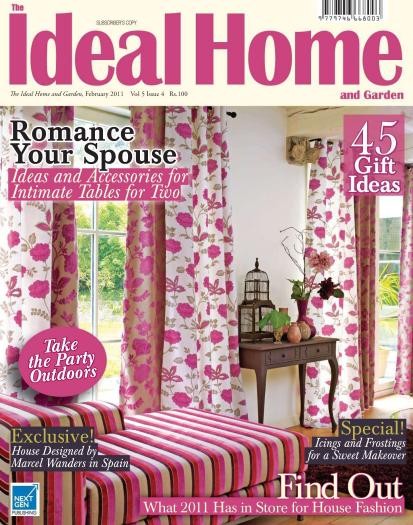 The
Ideal Home
and Garden
SUBSCRIBER'S COPY
9 779746 666003
The Ideal Home and Garden, February 2011 Vol 5 Issue 4 Rs.100
Romance
Your Spouse
Ideas and Accessories for
Intimate Tables for Two
45
Gift
Ideas
Take
the Party
Outdoors
Exclusive!
House Designed by
Marcel Wanders in Spain
Special!
Icings and Frostings
for a Sweet Makeover
Find Out
What 2011 Has in Store for House Fashion
NEXT
GEN
PUBLISHING